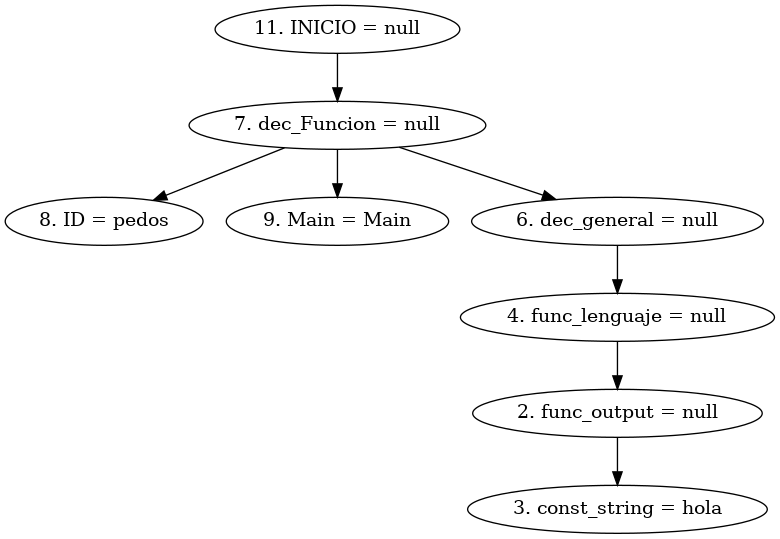 11. INICIO = null
7. dec_Funcion = null
8. ID = pedos
9. Main = Main
6. dec_general = null
4. func_lenguaje = null
2. func_output = null
3. const_string = hola